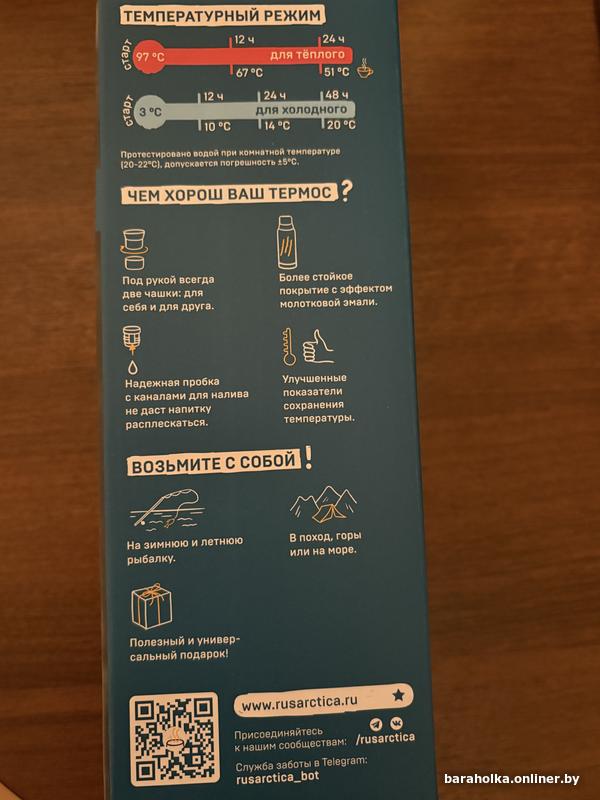 ТЕМПЕРАТУРНЫЙ РЕЖИМ
12 ч 24 ч
старт 97 °C для тёплого
67 °C 51 °C
12 ч 24 ч 48 ч
старт 3 °C для холодного
10 °C 14 °C 20 °C
Протестировано водой при комнатной температуре
(20-22°C), допускается погрешность ±5°C.
ЧЕМ ХОРОШ ВАШ ТЕРМОС?
Под рукой всегда
две чашки: для
себя и для друга.
Более стойкое
покрытие с эффектом
молотковой эмали.
Надежная пробка
с каналами для налива
не даст напитку
расплескаться.
Улучшенные
показатели
сохранения
температуры.
ВОЗЬМИТЕ С СОБОЙ!
На зимнюю и летнюю
рыбалку.
В поход, горы
или на море.
Полезный и универ-
сальный подарок!
www.rusarctica.ru
Присоединяйтесь
к нашим сообществам: /rusarctica
Служба заботы в Telegram:
rusarctica_bot
baraholka.onliner.by